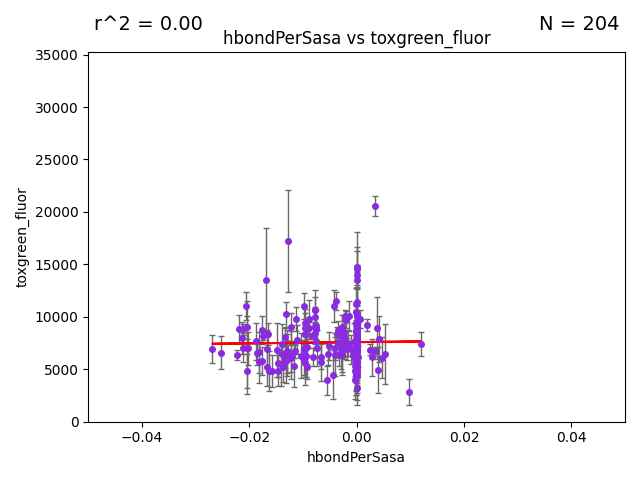 r^2 = 0.00
N = 204
hbondPerSasa vs toxgreen_fluor
35000
30000
25000
20000
15000
10000
5000
0
toxgreen_fluor
−0.04
−0.02
0.00
0.02
0.04
hbondPerSasa